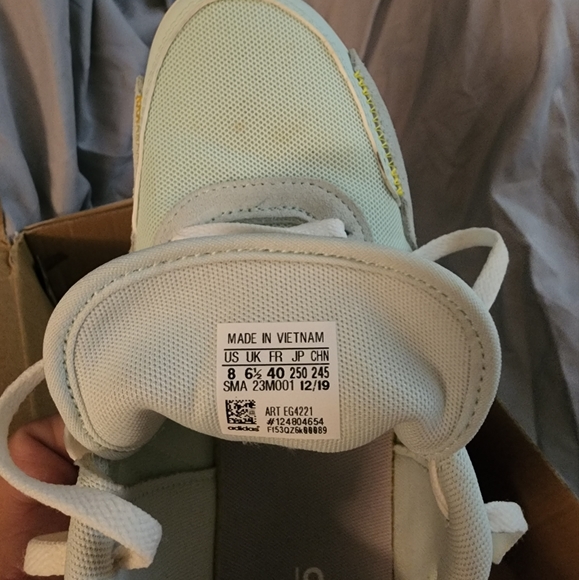 MADE IN VIETNAM
US UK FR JP CHN
8 6½ 40 250 245
SMA 23M001 12/19
ART EG4221
#124804654
adidas